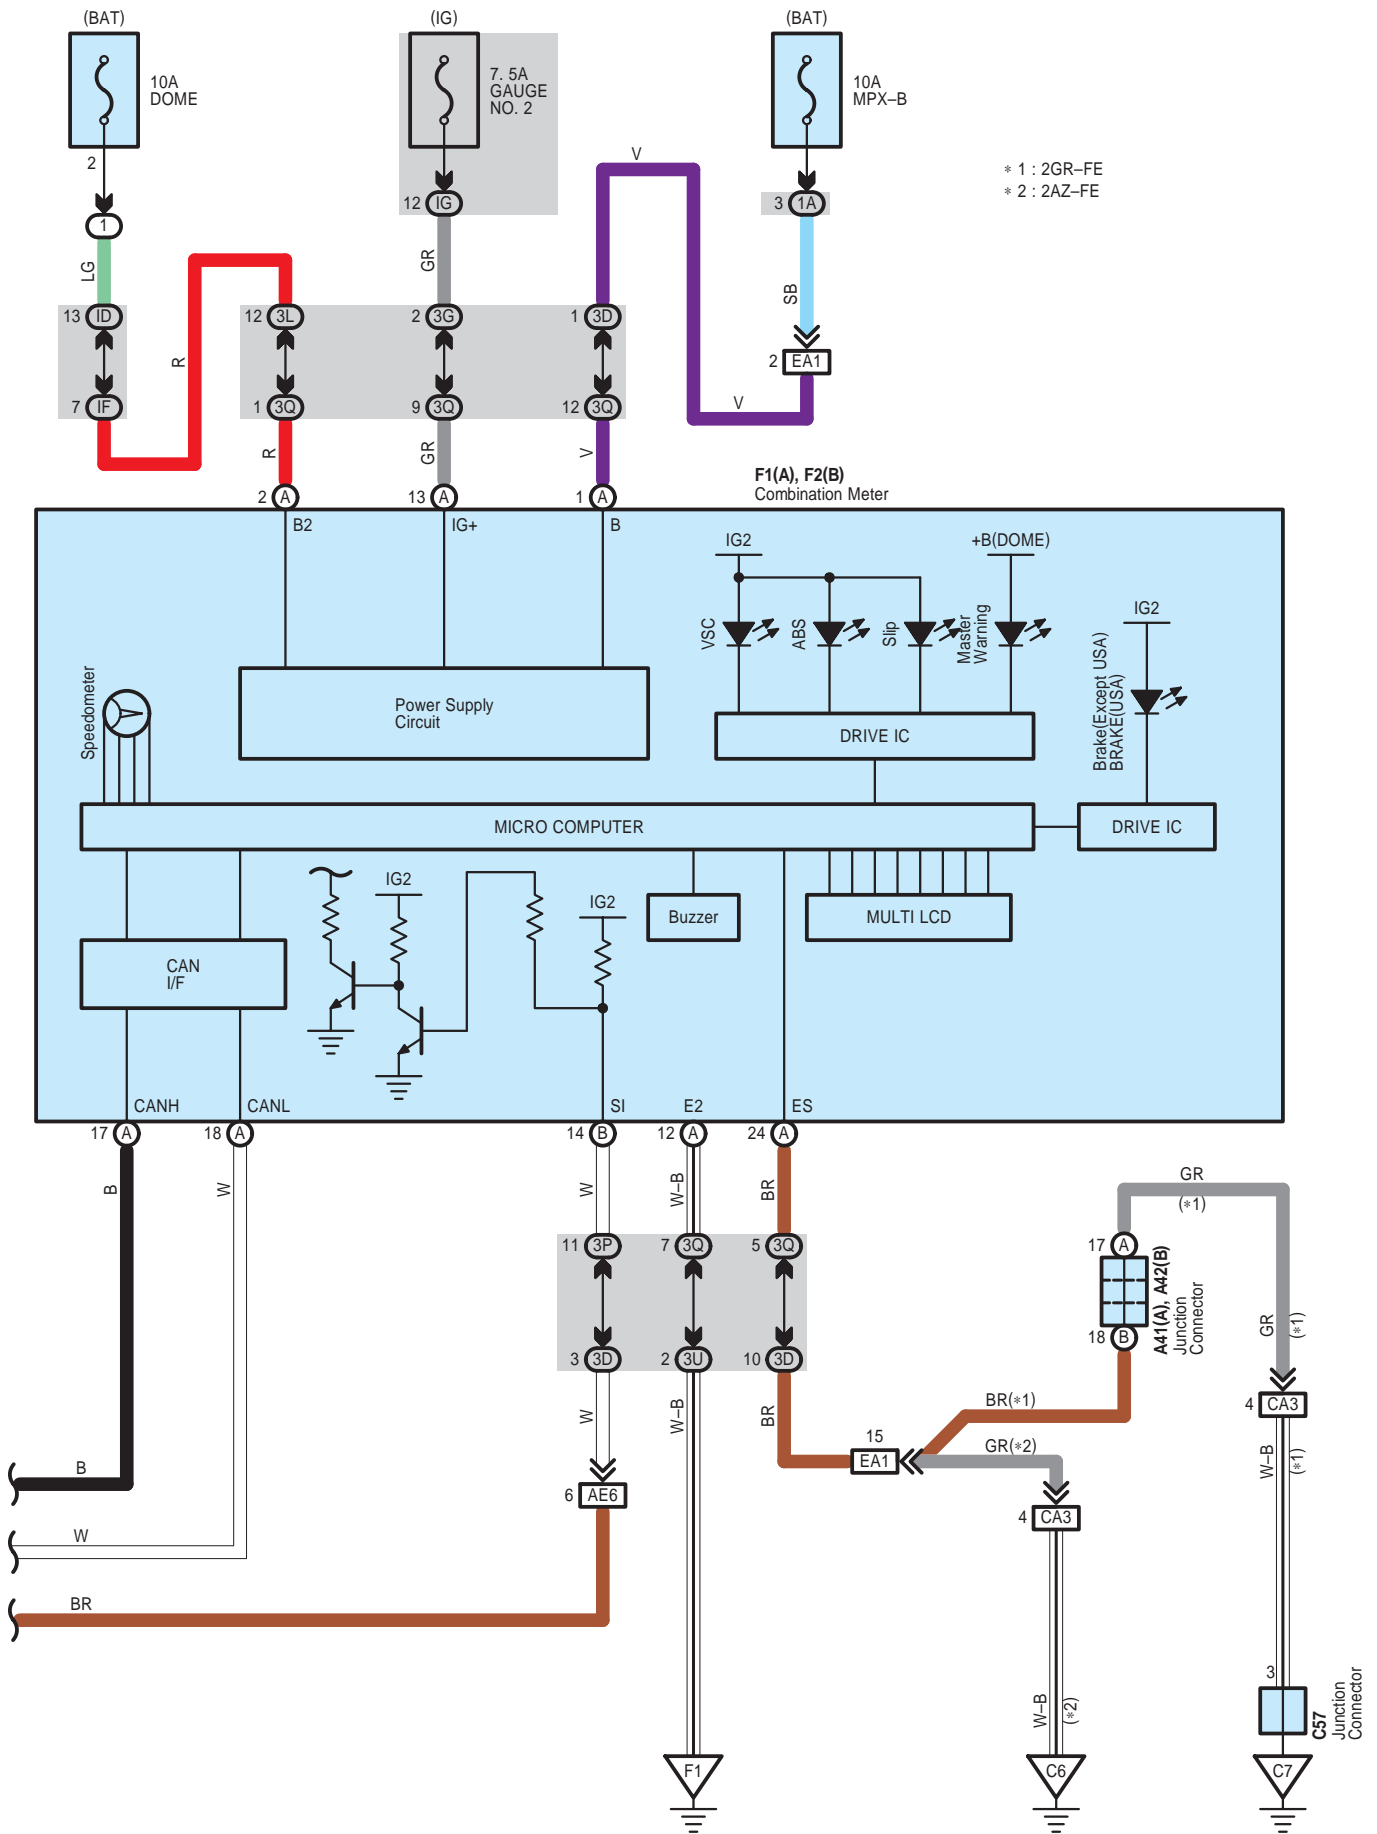 (BAT)
(IG)
(BAT)
10A
DOME
7. 5A
GAUGE
NO. 2
10A
MPX–B
2
1
12 IG
3 1A
V
∗ 1 : 2GR–FE
∗ 2 : 2AZ–FE
LG
GR
SB
R
13 ID
12 3L
2 3G
1 3D
2 EA1
7 IF
1 3Q
9 3Q
12 3Q
V
R
GR
V
F1(A), F2(B)
Combination Meter
2 A
13 A
1 A
B2
IG+
B
IG2
+B(DOME)
VSC
ABS
Slip
Master
Warning
IG2
Brake(Except USA)
BRAKE(USA)
Speedometer
Power Supply
Circuit
DRIVE IC
MICRO COMPUTER
DRIVE IC
IG2
IG2
Buzzer
MULTI LCD
CAN
I/F
CANH
CANL
SI
E2
ES
17 A
18 A
14 B
12 A
24 A
B
W
W
W–B
BR
GR
(∗1)
11 3P
7 3Q
5 3Q
17 A
A41(A), A42(B)
Junction
Connector
18 B
GR
(∗1)
3 3D
2 3U
10 3D
W
W–B
BR
BR(∗1)
4 CA3
15
EA1
GR(∗2)
W–B
(∗1)
B
6 AE6
4 CA3
W
BR
W–B
(∗2)
3
C57
Junction
Connector
F1
C6
C7